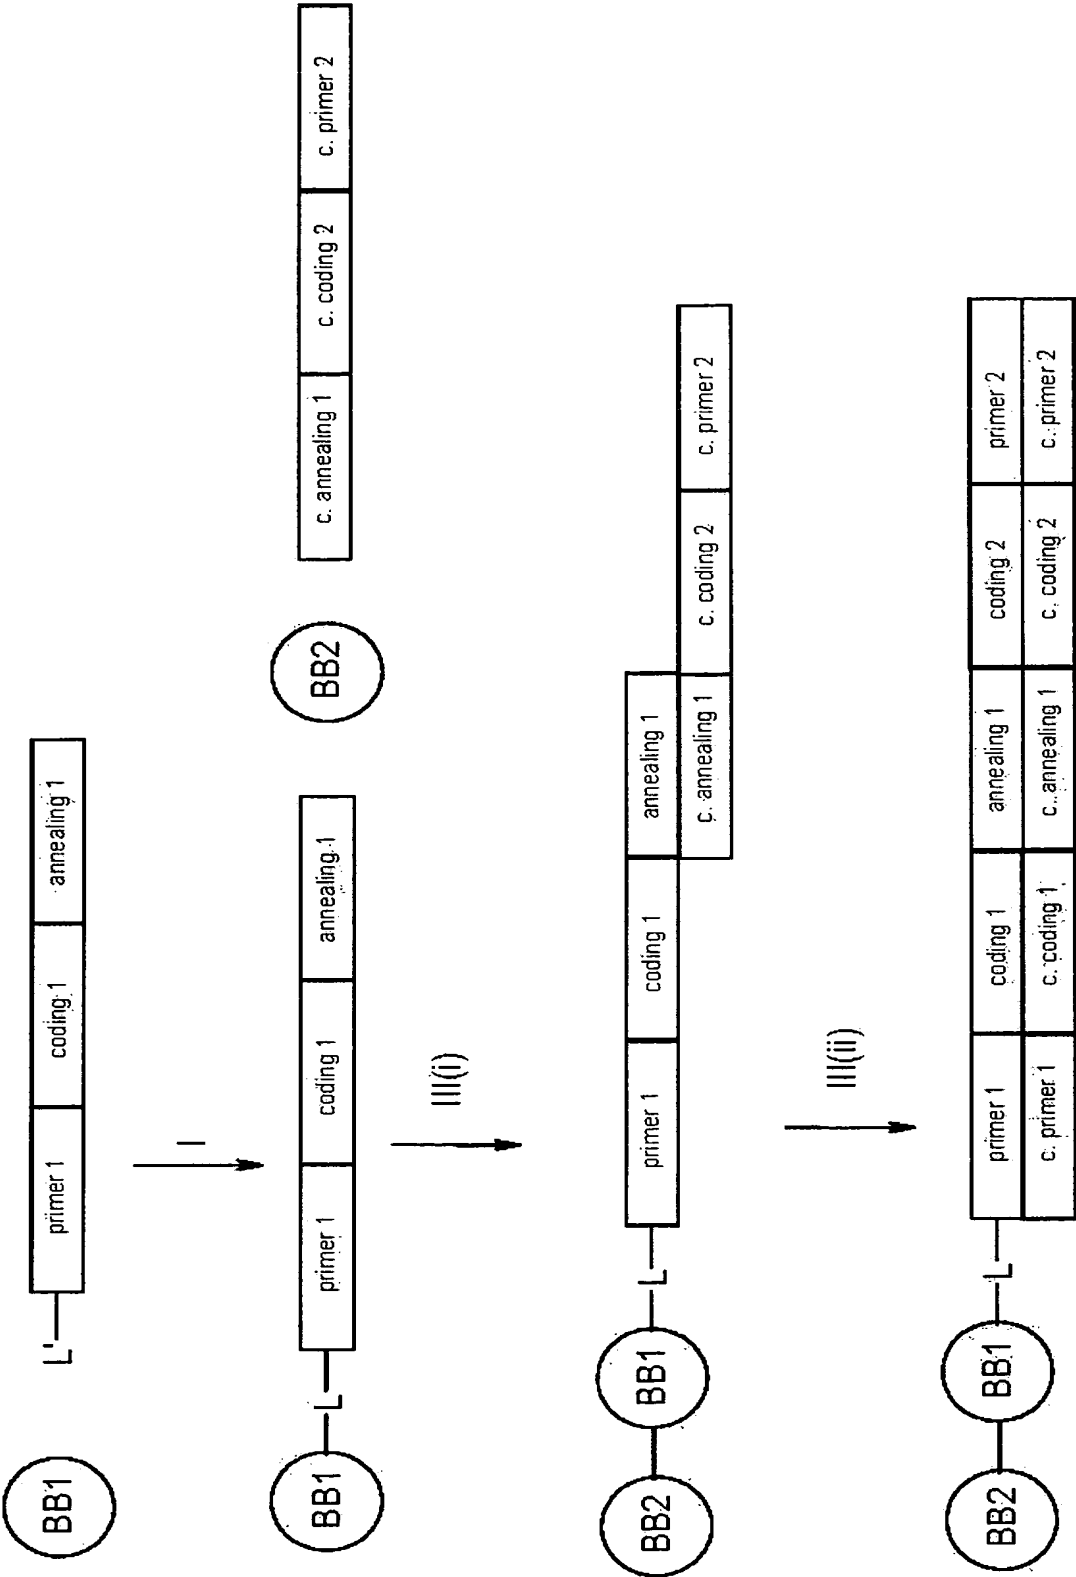 BB1 L' primer 1 coding 1 annealing 1
I
BB1 L primer 1 coding 1 annealing 1 BB2 c. annealing 1 c. coding 2 c. primer 2
III(i)
BB2 BB1 L primer 1 coding 1 annealing 1
c. annealing 1 c. coding 2 c. primer 2
III(ii)
BB2 BB1 L primer 1 coding 1 annealing 1 coding 2 primer 2
c. primer 1 c. coding 1 c. annealing 1 c. coding 2 c. primer 2